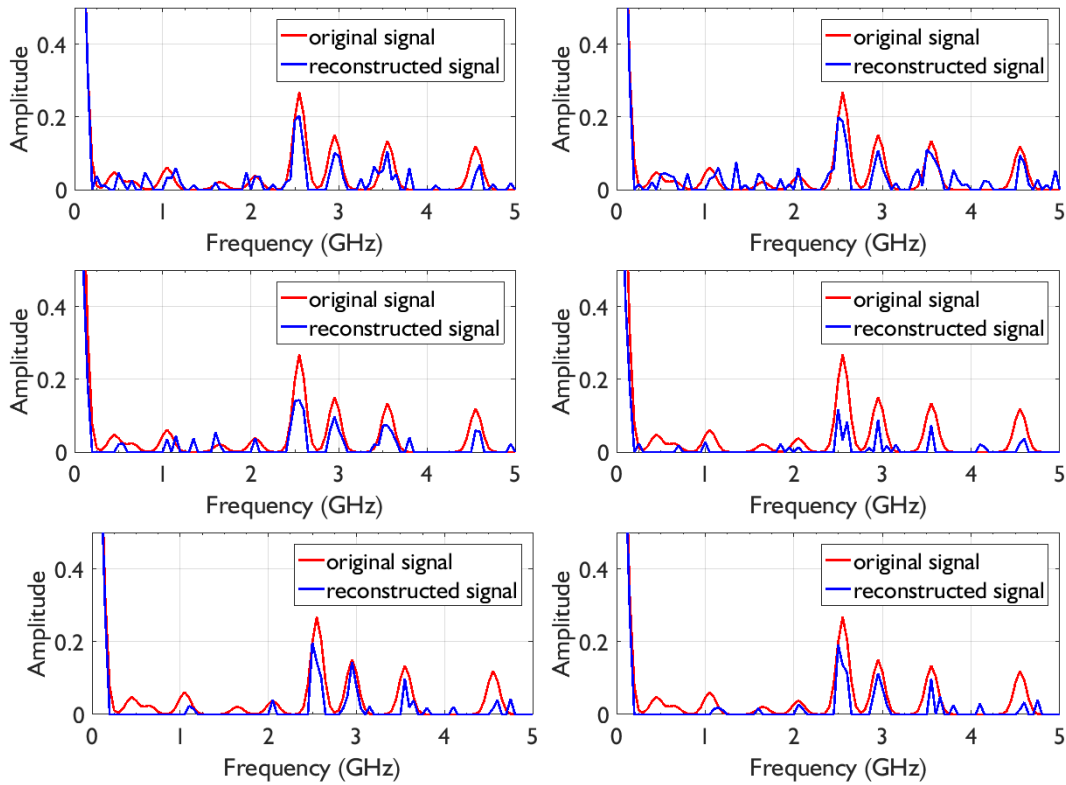 0.4
0.2
0
Amplitude
original signal
reconstructed signal
0 1 2 3 4 5
Frequency (GHz)
0.4
0.2
0
Amplitude
original signal
reconstructed signal
0 1 2 3 4 5
Frequency (GHz)
0.4
0.2
0
Amplitude
original signal
reconstructed signal
0 1 2 3 4 5
Frequency (GHz)
0.4
0.2
0
Amplitude
original signal
reconstructed signal
0 1 2 3 4 5
Frequency (GHz)
0.4
0.2
0
Amplitude
original signal
reconstructed signal
0 1 2 3 4 5
Frequency (GHz)
0.4
0.2
0
Amplitude
original signal
reconstructed signal
0 1 2 3 4 5
Frequency (GHz)